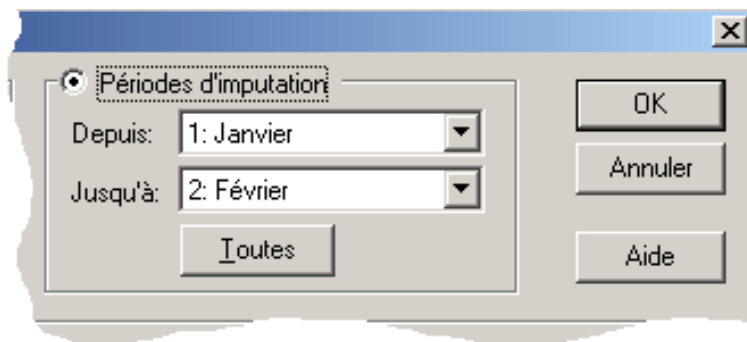 Périodes d'imputation
Depuis: 1: Janvier
Jusqu'à: 2: Février
Toutes
OK
Annuler
Aide